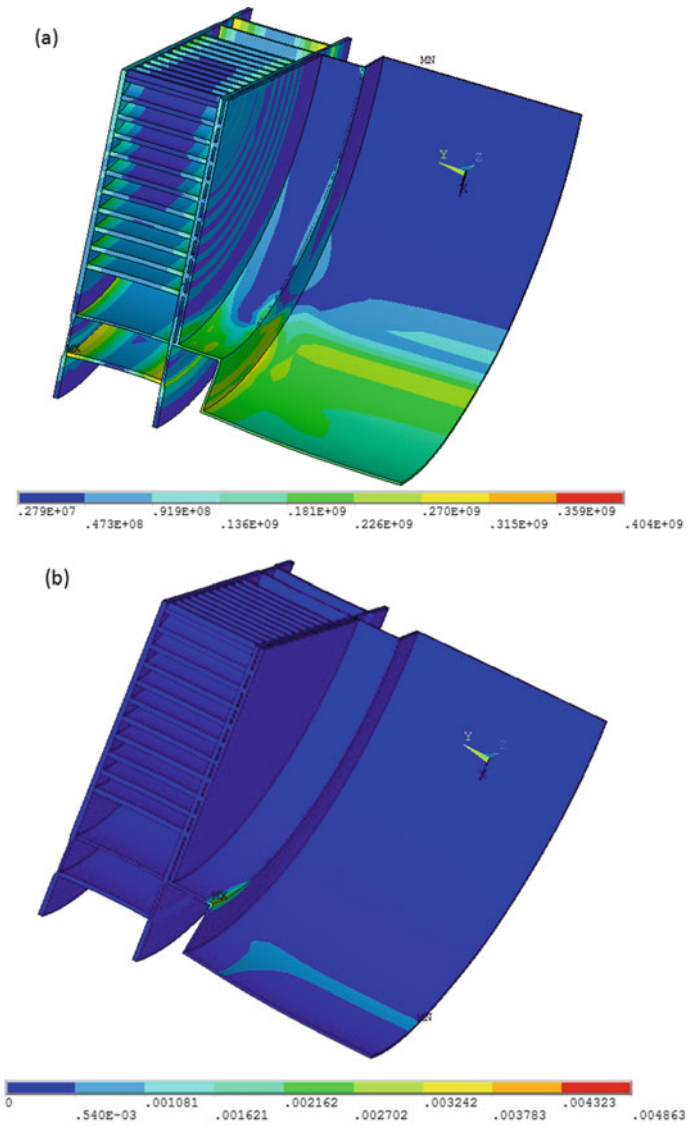 (a)
MN
Y Z
X
MX
.279E+07 .919E+08 .181E+09 .270E+09 .359E+09
.473E+08 .136E+09 .226E+09 .315E+09 .404E+09
(b)
Y Z
X
MX
MN
0 .001081 .002162 .003242 .004323
.540E-03 .001621 .002702 .003783 .004863